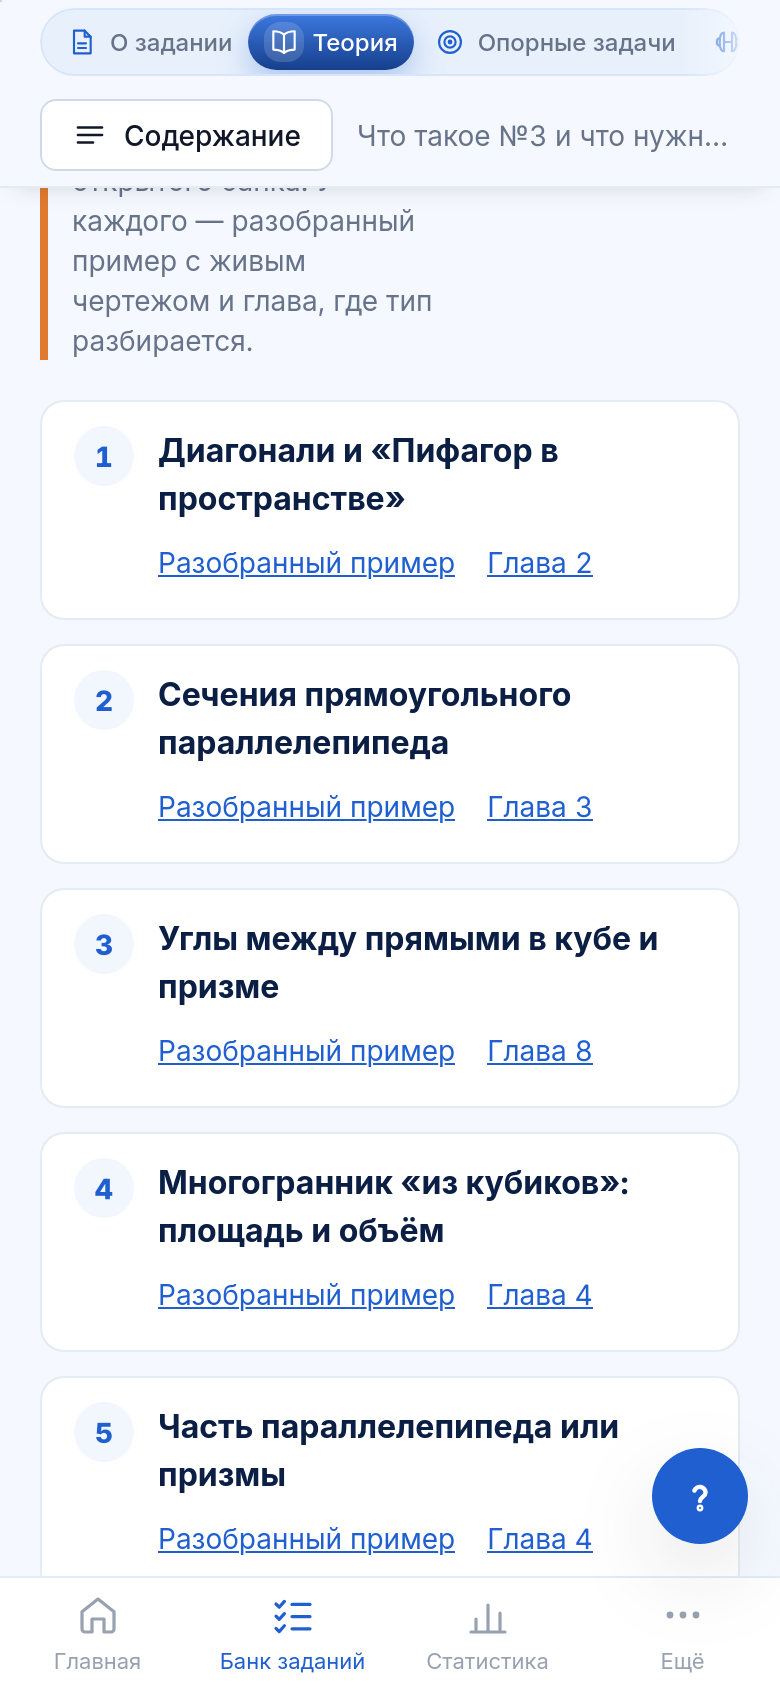 О задании
Теория
Опорные задачи
Содержание
Что такое №3 и что нужн...
открытого банка. У
каждого — разобранный
пример с живым
чертежом и глава, где тип
разбирается.
1
Диагонали и «Пифагор в
пространстве»
Разобранный пример
Глава 2
2
Сечения прямоугольного
параллелепипеда
Разобранный пример
Глава 3
3
Углы между прямыми в кубе и
призме
Разобранный пример
Глава 8
4
Многогранник «из кубиков»:
площадь и объём
Разобранный пример
Глава 4
5
Часть параллелепипеда или
призмы
Разобранный пример
Глава 4
?
Главная
Банк заданий
Статистика
Ещё